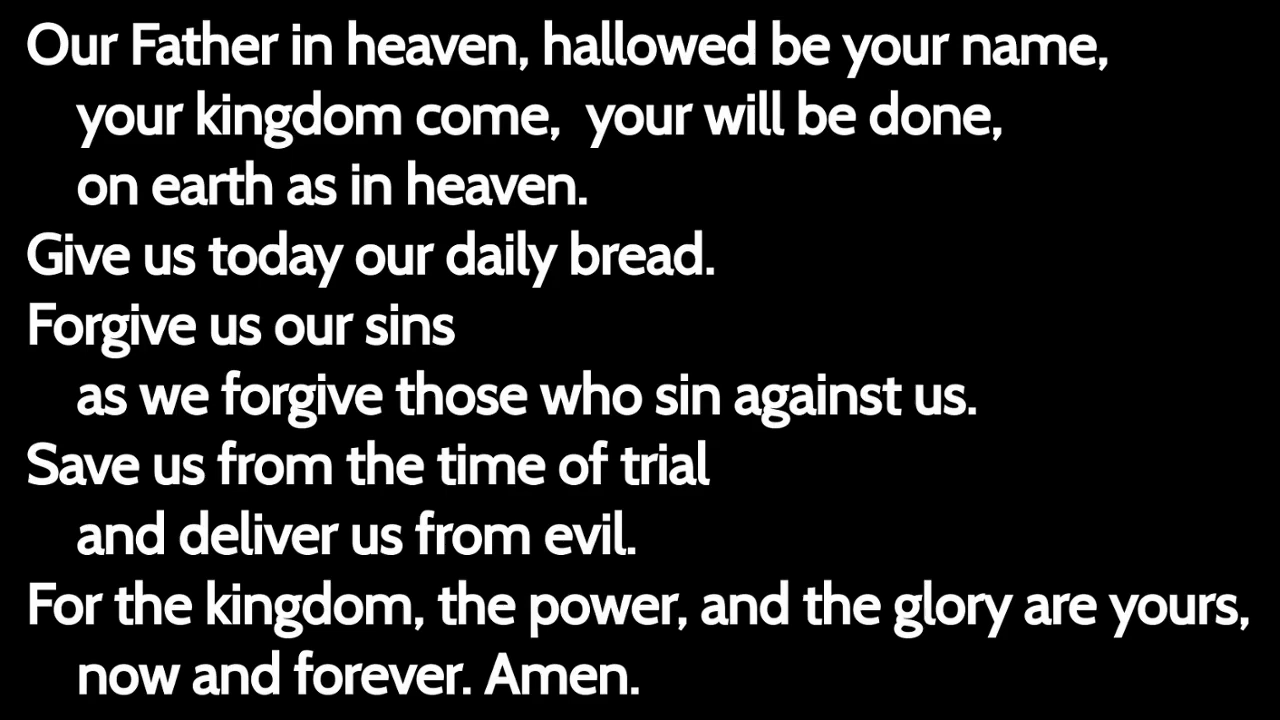 Our Father in heaven, hallowed be your name,
your kingdom come, your will be done,
on earth as in heaven.
Give us today our daily bread.
Forgive us our sins
as we forgive those who sin against us.
Save us from the time of trial
and deliver us from evil.
For the kingdom, the power, and the glory are yours,
now and forever. Amen.